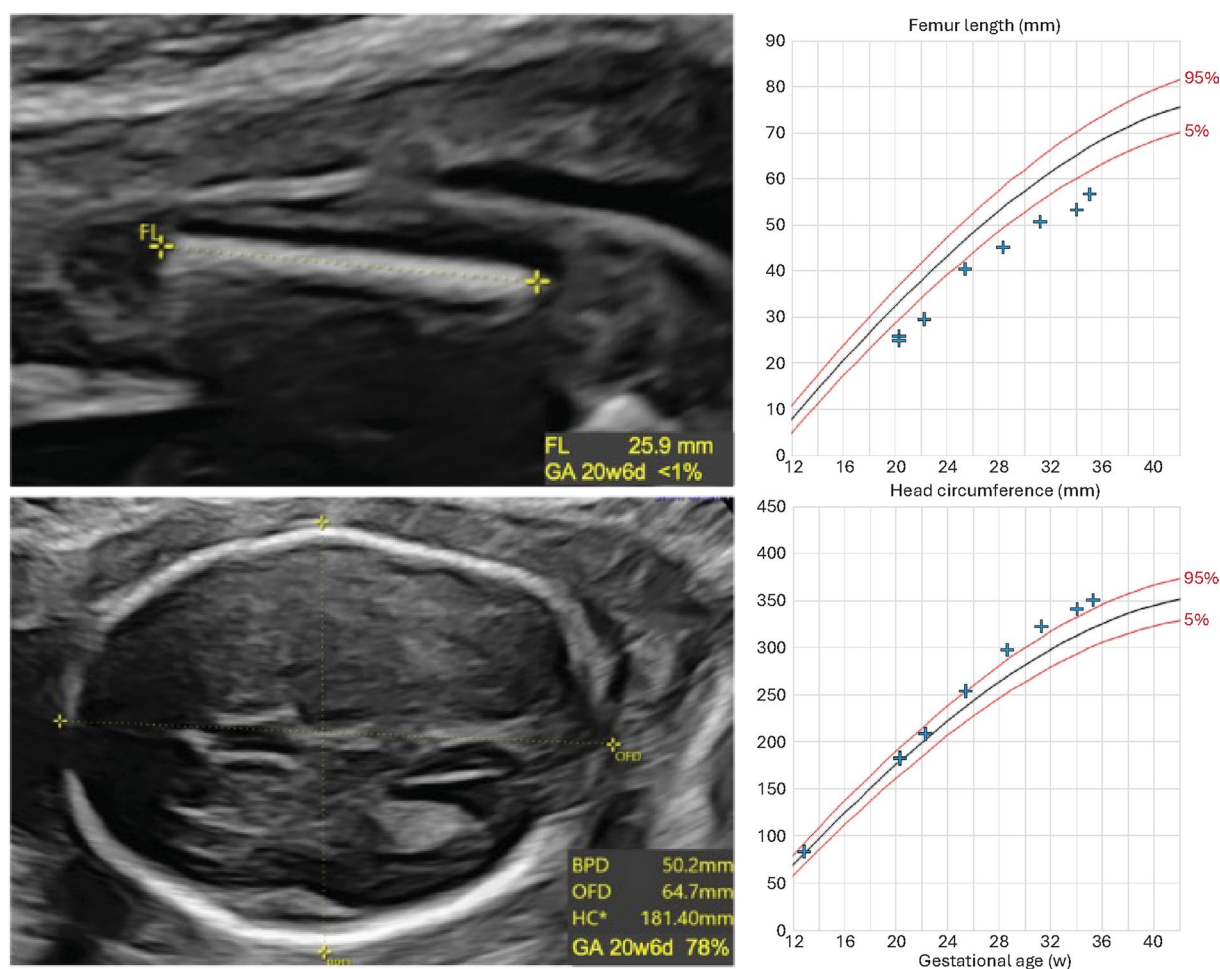 FL
FL 25.9 mm
GA 20w6d <1%
Femur length (mm)
90
80
70
60
50
40
30
20
10
0
95%
5%
12 16 20 24 28 32 36 40
OFD
BPD 50.2mm
OFD 64.7mm
HC* 181.40mm
GA 20w6d 78%
BPD
Head circumference (mm)
450
400
350
300
250
200
150
100
50
0
95%
5%
12 16 20 24 28 32 36 40
Gestational age (w)